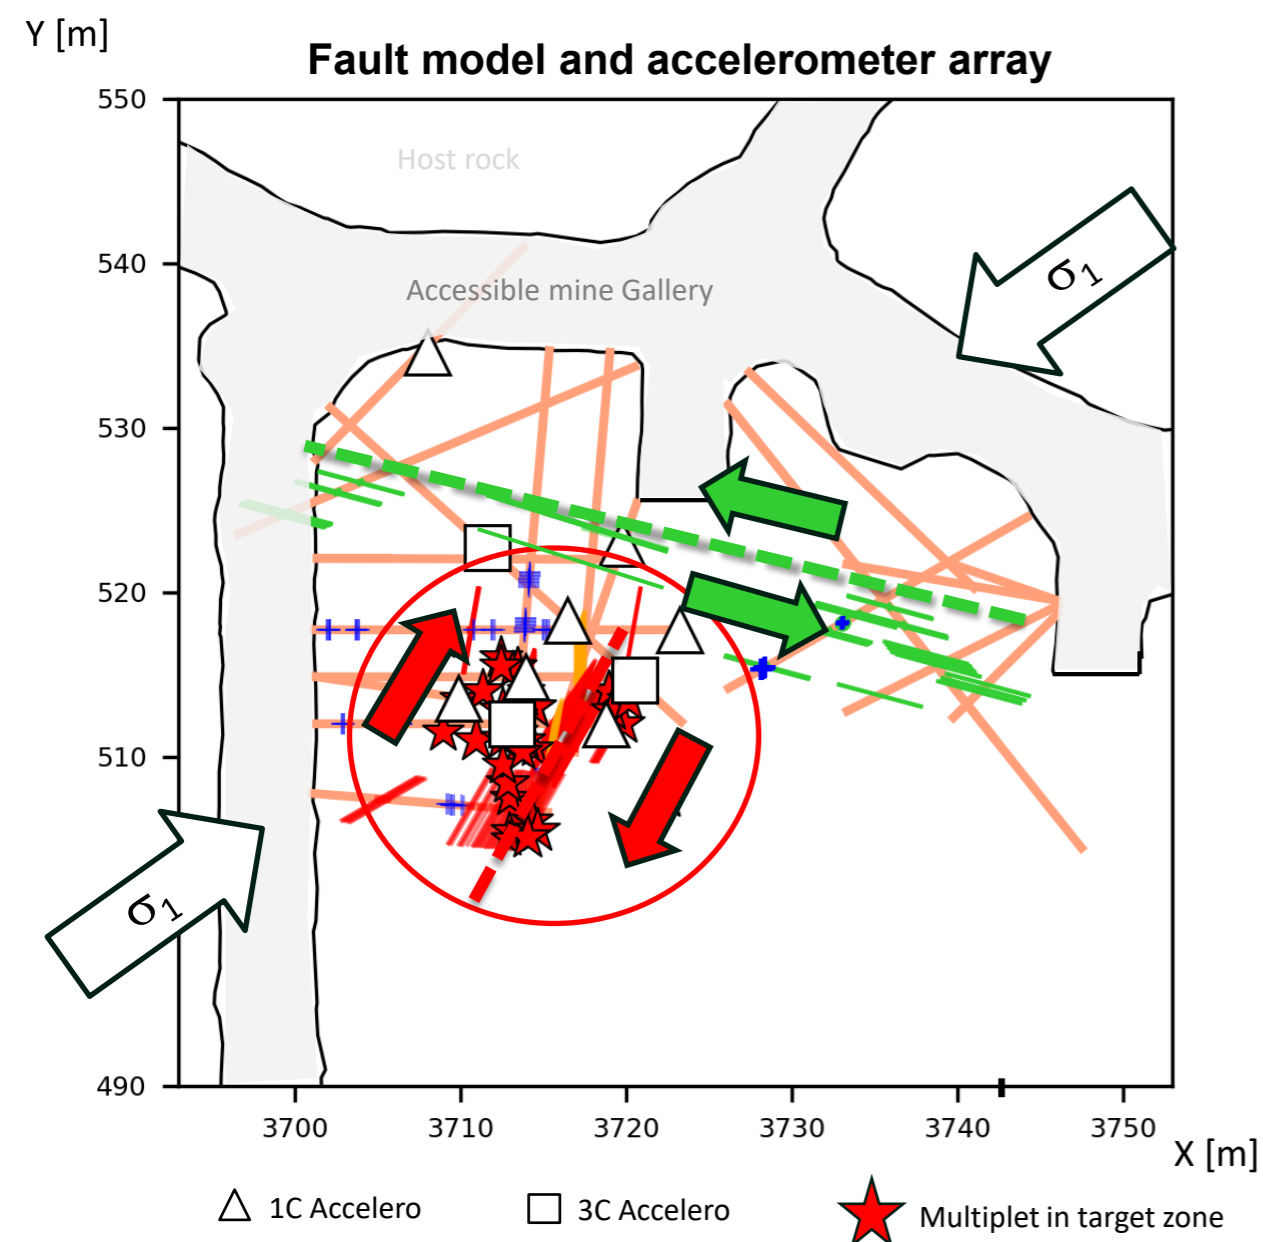 Y [m]
Fault model and accelerometer array
550
Host rock
540
Accessible mine Gallery
σ1
530
520
510
σ1
490
3700 3710 3720 3730 3740 3750
X [m]
1C Accelero 3C Accelero Multiplet in target zone